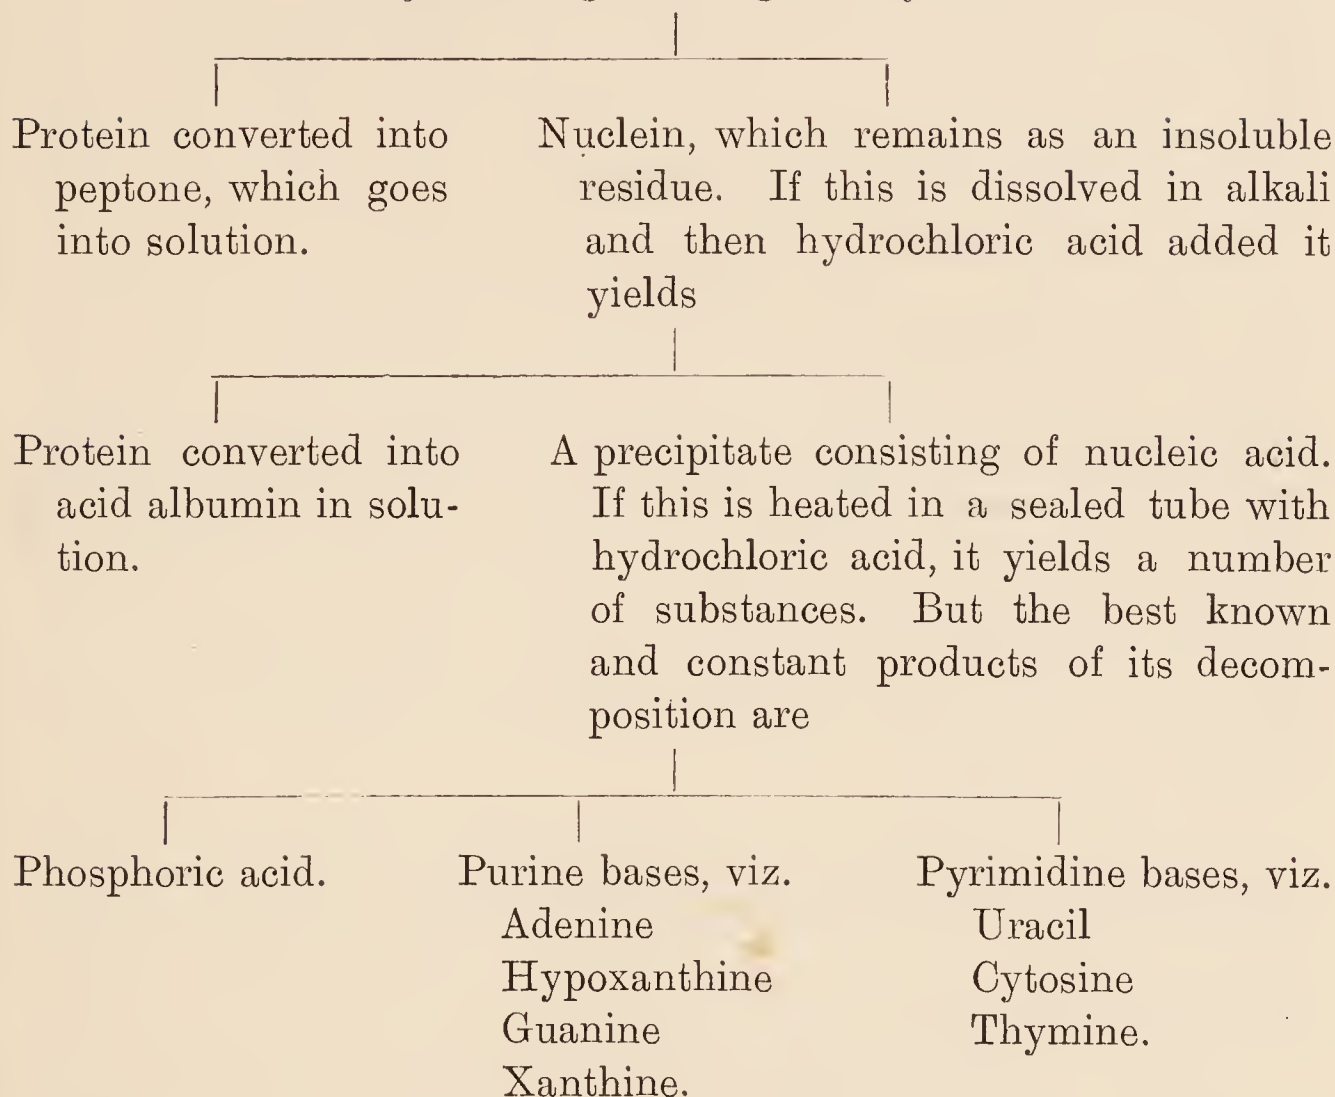 Protein converted into
peptone, which goes
into solution.
Nuclein, which remains as an insoluble
residue. If this is dissolved in alkali
and then hydrochloric acid added it
yields
Protein converted into
acid albumin in solu-
tion.
A precipitate consisting of nucleic acid.
If this is heated in a sealed tube with
hydrochloric acid, it yields a number
of substances. But the best known
and constant products of its decom-
position are
Phosphoric acid.
Purine bases, viz.
Adenine
Hypoxanthine
Guanine
Xanthine.
Pyrimidine bases, viz.
Uracil
Cytosine
Thymine.